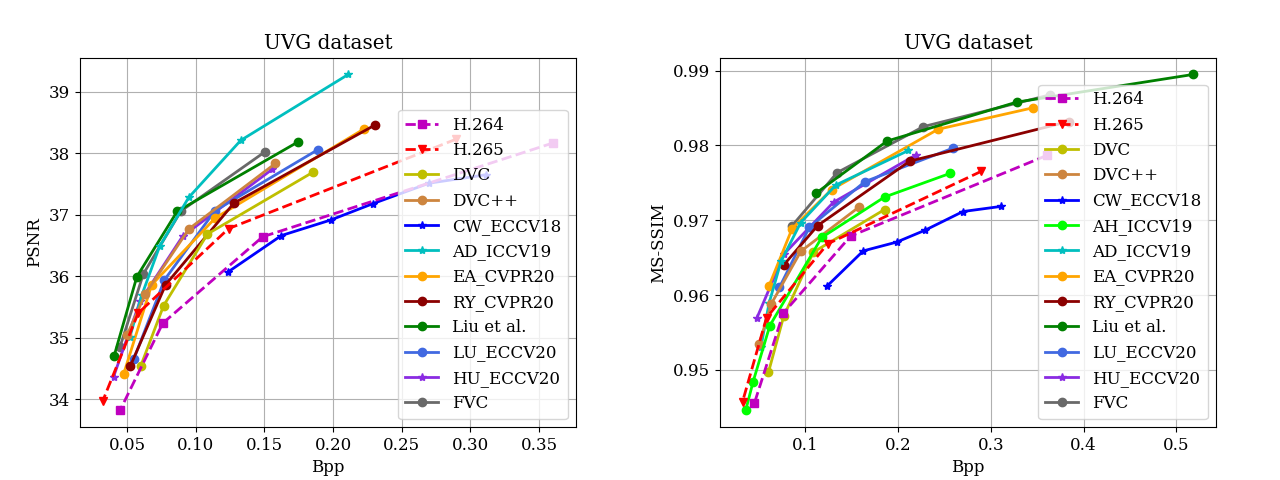 UVG dataset
PSNR
39
38
37
36
35
34
0.05
0.10
0.15
0.20
0.25
0.30
0.35
Bpp
H.264
H.265
DVC
DVC++
CW_ECCV18
AD_ICCV19
EA_CVPR20
RY_CVPR20
Liu et al.
LU_ECCV20
HU_ECCV20
FVC
UVG dataset
MS-SSIM
0.99
0.98
0.97
0.96
0.95
0.1
0.2
0.3
0.4
0.5
Bpp
H.264
H.265
DVC
DVC++
CW_ECCV18
AH_ICCV19
AD_ICCV19
EA_CVPR20
RY_CVPR20
Liu et al.
LU_ECCV20
HU_ECCV20
FVC